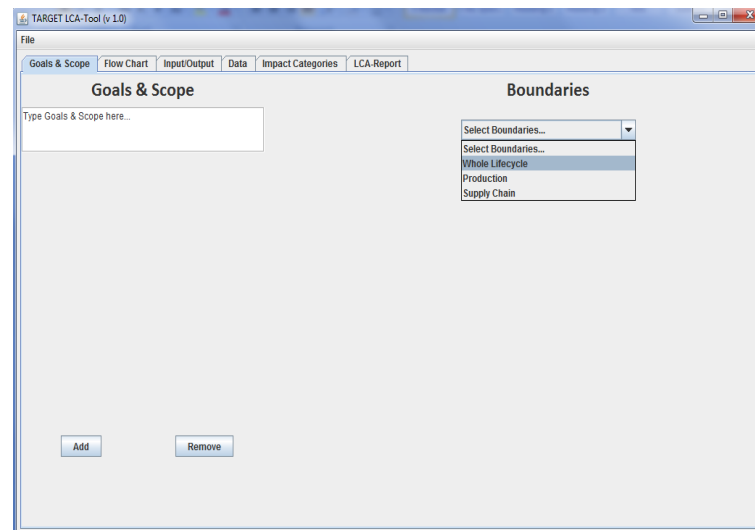 TARGET LCA-Tool (v 1.0)
File
Goals & Scope Flow Chart Input/Output Data Impact Categories LCA-Report
Goals & Scope Boundaries
Type Goals & Scope here...
Select Boundaries...
Select Boundaries...
Whole Lifecycle
Production
Supply Chain
Add Remove